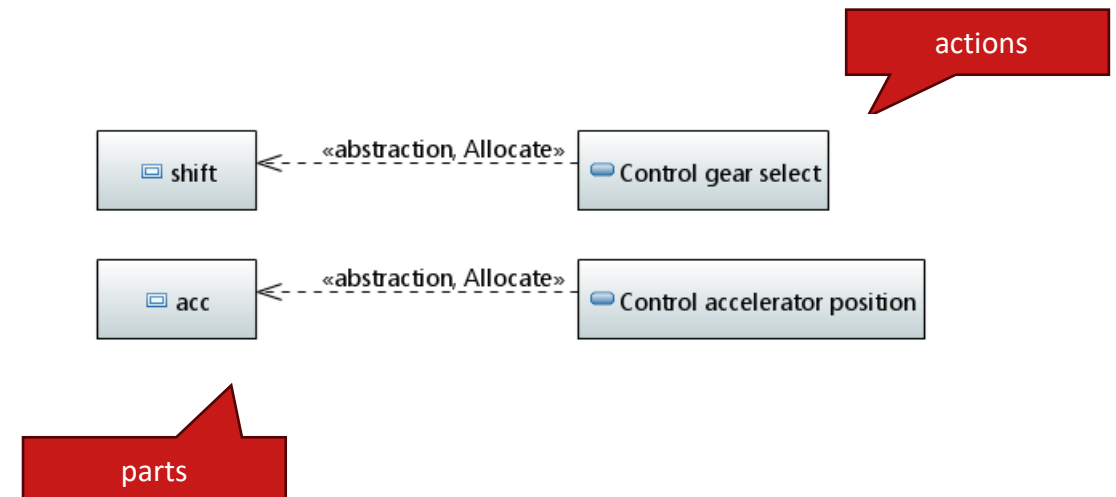 actions
«abstraction, Allocate»
shift
Control gear select
«abstraction, Allocate»
acc
Control accelerator position
parts